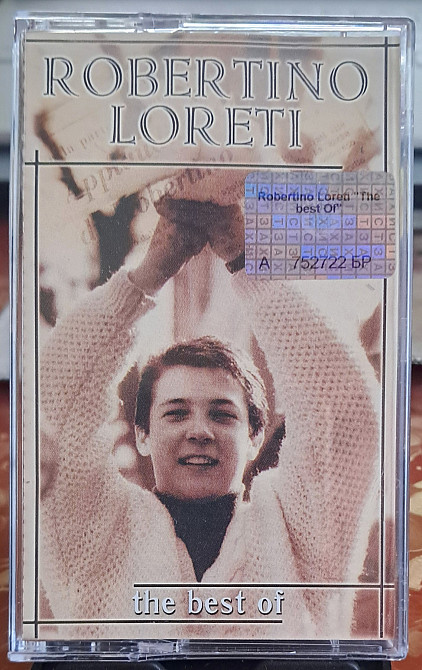 ROBERTINO
LORETI
Robertino Loreti "The
best Of"
А 752722 БР
the best of